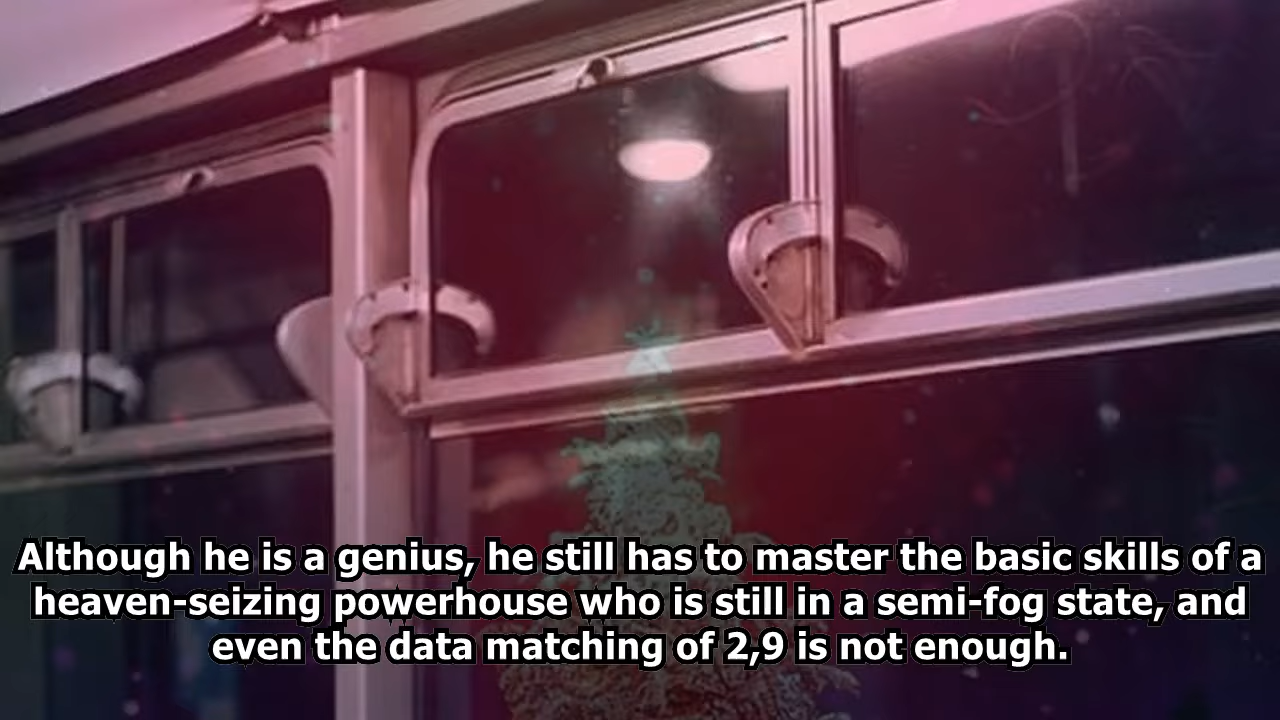 Although he is a genius, he still has to master the basic skills of a
heaven-seizing powerhouse who is still in a semi-fog state, and
even the data matching of 2,9 is not enough.